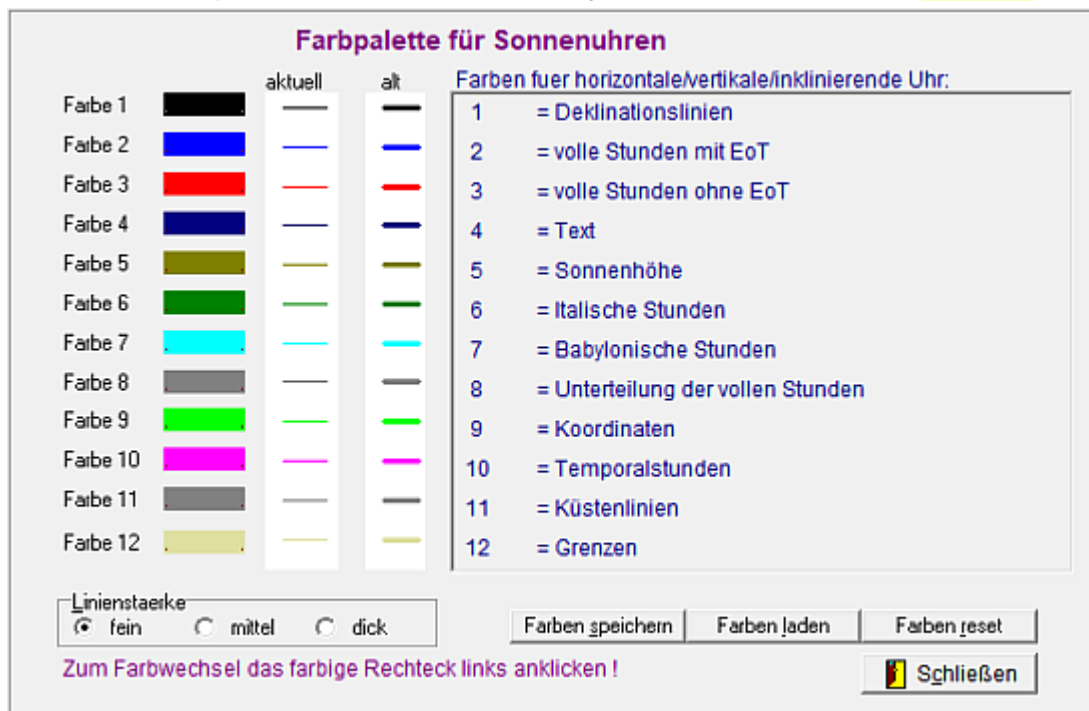 Farbpalette für Sonnenuhren
aktuell alt Farben fuer horizontale/vertikale/inklinierende Uhr:
Farbe 1 1 = Deklinationslinien
Farbe 2 2 = volle Stunden mit EoT
Farbe 3 3 = volle Stunden ohne EoT
Farbe 4 4 = Text
Farbe 5 5 = Sonnenhöhe
Farbe 6 6 = Italische Stunden
Farbe 7 7 = Babylonische Stunden
Farbe 8 8 = Unterteilung der vollen Stunden
Farbe 9 9 = Koordinaten
Farbe 10 10 = Temporalstunden
Farbe 11 11 = Küstenlinien
Farbe 12 12 = Grenzen
Linienstaerke
fein mittel dick Farben speichern Farben laden Farben reset
Zum Farbwechsel das farbige Rechteck links anklicken ! Schließen